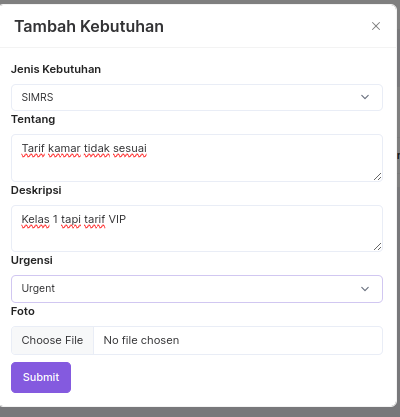 Tambah Kebutuhan
Jenis Kebutuhan
SIMRS
Tentang
Tarif kamar tidak sesuai
Deskripsi
Kelas 1 tapi tarif VIP
Urgensi
Urgent
Foto
Choose File No file chosen
Submit